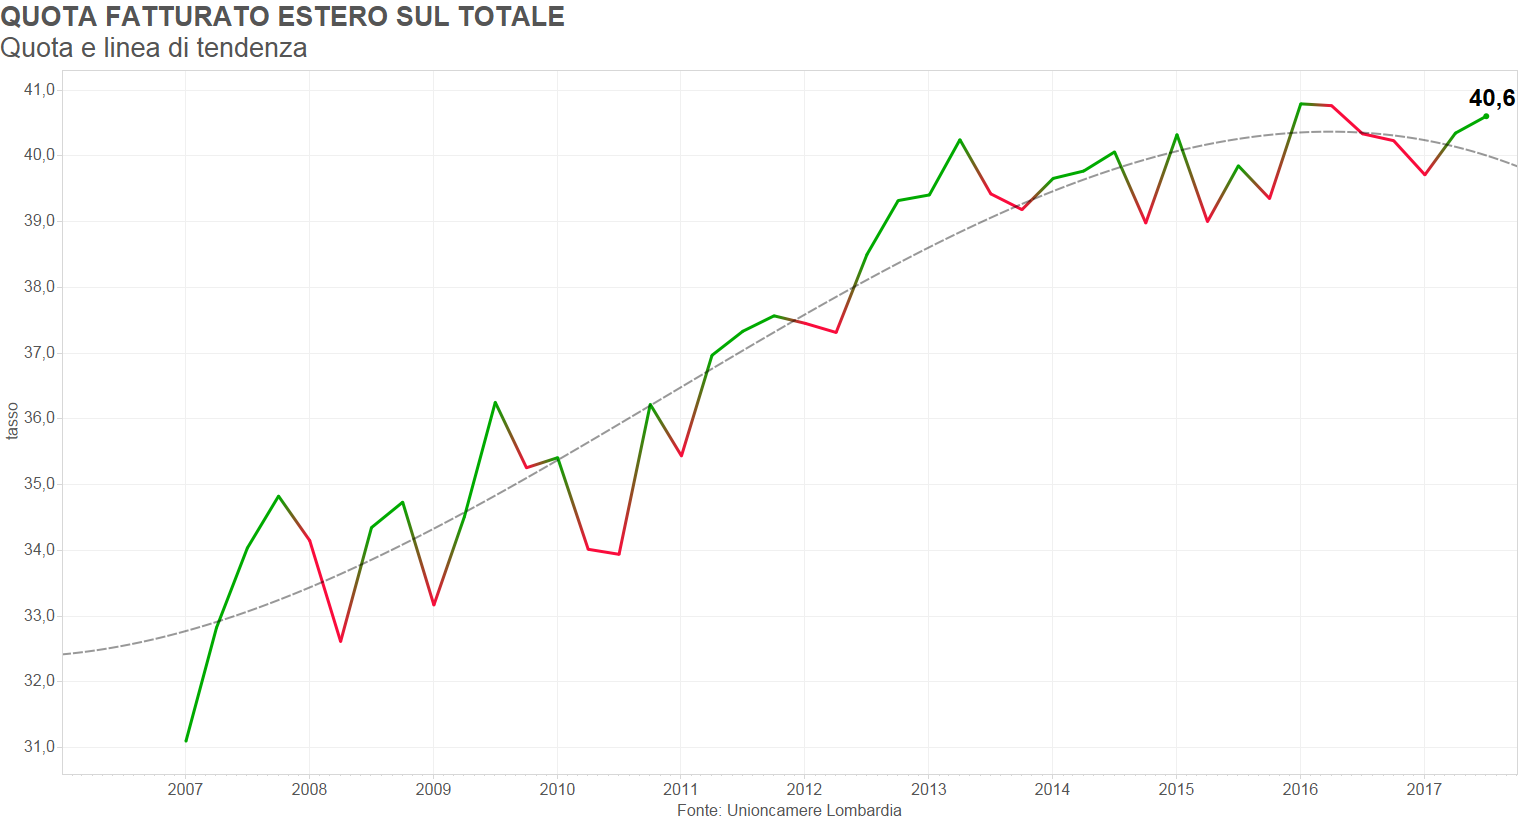 QUOTA FATTURATO ESTERO SUL TOTALE
Quota e linea di tendenza
40,6
41,0
40,0
39,0
38,0
37,0
36,0
35,0
34,0
33,0
32,0
31,0
tasso
2007 2008 2009 2010 2011 2012 2013 2014 2015 2016 2017
Fonte: Unioncamere Lombardia